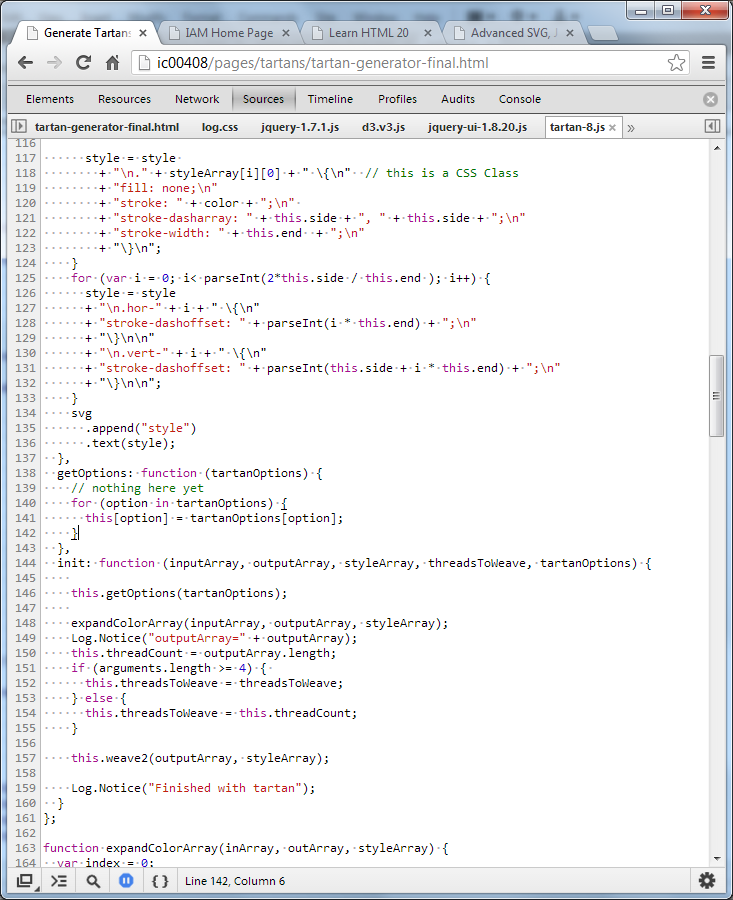 Generate Tartans
IAM Home Page
Learn HTML 20
Advanced SVG, J
ic00408/pages/tartans/tartan-generator-final.html
Elements Resources Network Sources Timeline Profiles Audits Console
tartan-generator-final.html log.css jquery-1.7.1.js d3.v3.js jquery-ui-1.8.20.js tartan-8.js »
116
117 style = style
118 + "\n." + styleArray[i][0] + " \{\n" // this is a CSS Class
119 + "fill: none;\n"
120 + "stroke: " + color + ";\n"
121 + "stroke-dasharray: " + this.side + ", " + this.side + ";\n"
122 + "stroke-width: " + this.end + ";\n"
123 + "\}\n";
124 }
125 for (var i = 0; i< parseInt(2*this.side / this.end ); i++) {
126 style = style
127 + "\n.hor-" + i + " \{\n"
128 + "stroke-dashoffset: " + parseInt(i * this.end) + ";\n"
129 + "\}\n\n"
130 + "\n.vert-" + i + " \{\n"
131 + "stroke-dashoffset: " + parseInt(this.side + i * this.end) + ";\n"
132 + "\}\n\n";
133 }
134 svg
135 .append("style")
136 .text(style);
137 },
138 getOptions: function (tartanOptions) {
139 // nothing here yet
140 for (option in tartanOptions) {
141 this[option] = tartanOptions[option];
142 }
143 },
144 init: function (inputArray, outputArray, styleArray, threadsToWeave, tartanOptions) {
145
146 this.getOptions(tartanOptions);
147
148 expandColorArray(inputArray, outputArray, styleArray);
149 Log.Notice("outputArray=" + outputArray);
150 this.threadCount = outputArray.length;
151 if (arguments.length >= 4) {
152 this.threadsToWeave = threadsToWeave;
153 } else {
154 this.threadsToWeave = this.threadCount;
155 }
156
157 this.weave2(outputArray, styleArray);
158
159 Log.Notice("Finished with tartan");
160 }
161 };
162
163 function expandColorArray(inArray, outArray, styleArray) {
164 var index = 0;
{ } Line 142, Column 6